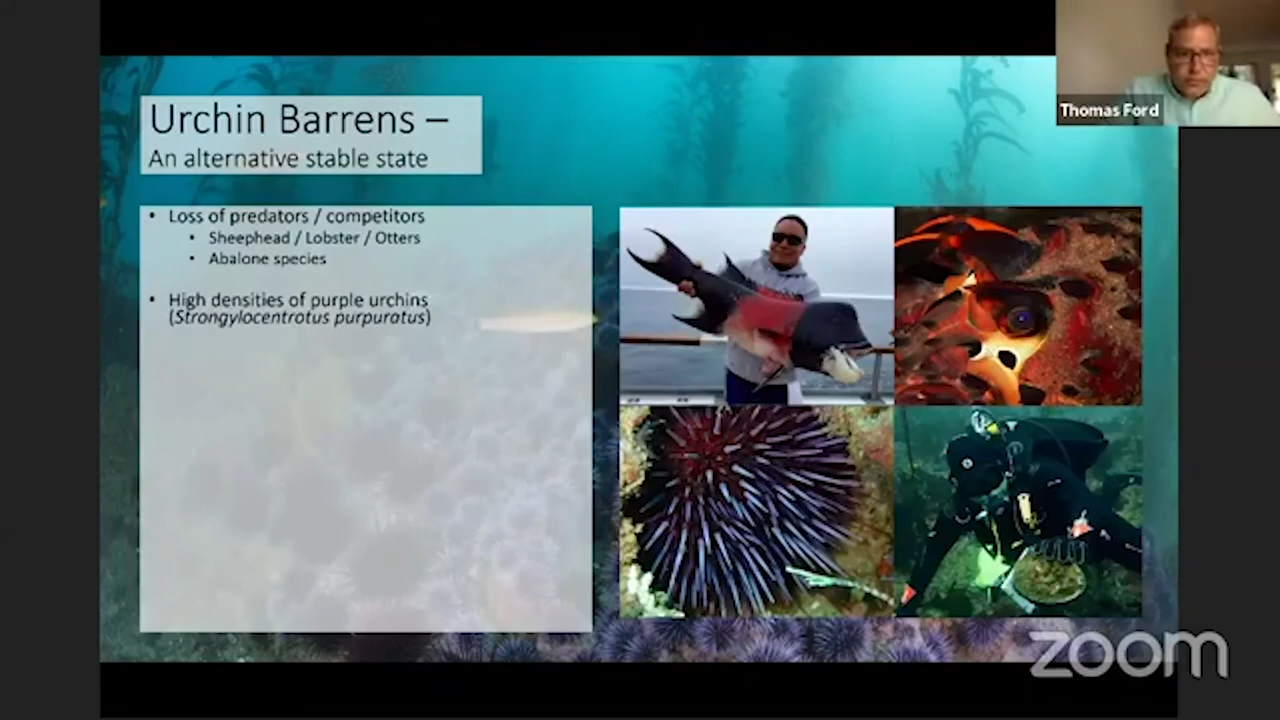 Urchin Barrens –
An alternative stable state
• Loss of predators / competitors
• Sheephead / Lobster / Otters
• Abalone species
• High densities of purple urchins
(Strongylocentrotus purpuratus)
Thomas Ford
zoom